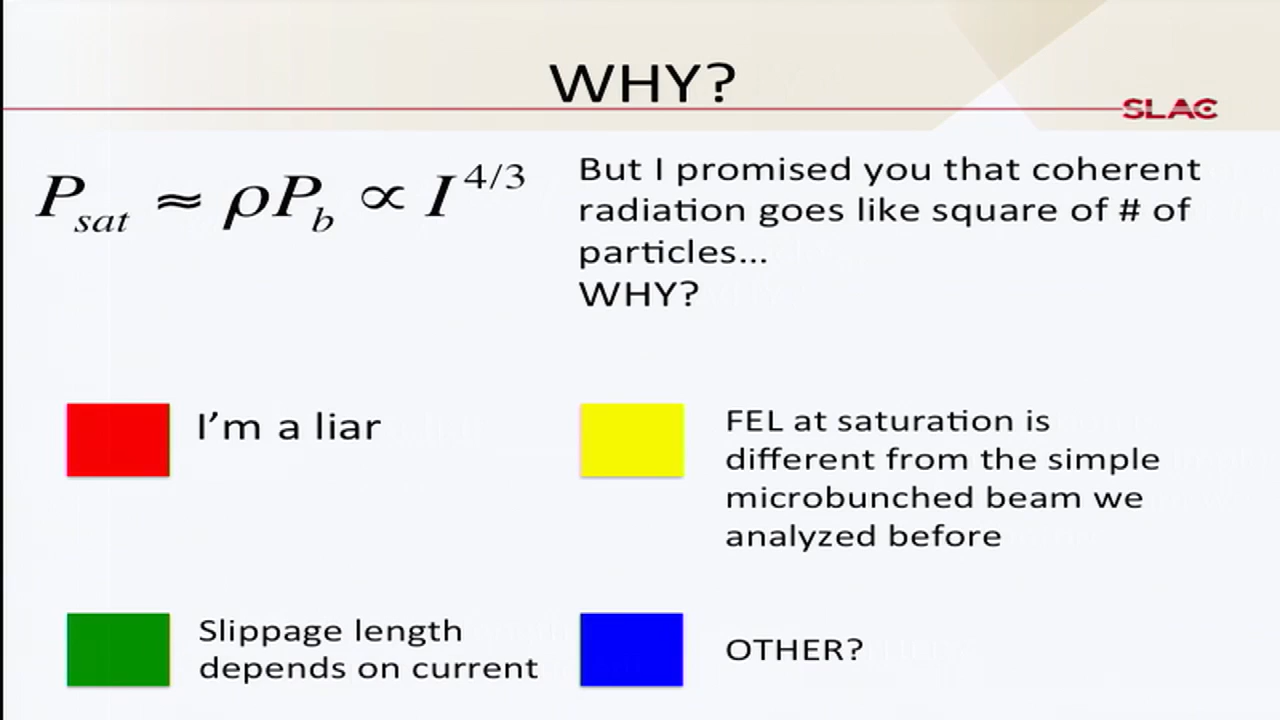 WHY?
SLAC
P_sat ≈ ρP_b ∝ I^4/3
But I promised you that coherent
radiation goes like square of # of
particles...
WHY?
I'm a liar
FEL at saturation is
different from the simple
microbunched beam we
analyzed before
Slippage length
depends on current
OTHER?